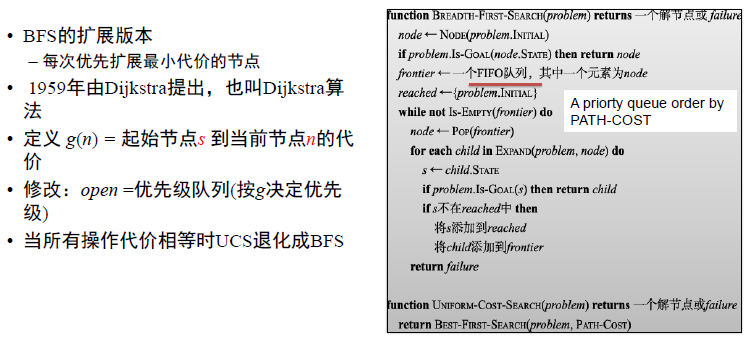 • BFS的扩展版本
– 每次优先扩展最小代价的节点
• 1959年由Dijkstra提出，也叫Dijkstra算
法
• 定义 g(n) = 起始节点s 到当前节点n的代
价
• 修改：open =优先级队列(按g决定优先
级)
• 当所有操作代价相等时UCS退化成BFS
function BREADTH-FIRST-SEARCH(problem) returns 一个解节点或 failure
node ← NODE(problem.INITIAL)
if problem.IS-GOAL(node.STATE) then return node
frontier ← 一个FIFO队列，其中一个元素为node
reached ←{problem.INITIAL}
while not IS-EMPTY(frontier) do
node ← POP(frontier)
for each child in EXPAND(problem, node) do
s ← child.STATE
if problem.IS-GOAL(s) then return child
if s不在reached中 then
将s添加到reached
将child添加到frontier
return failure
A priorty queue order by
PATH-COST
function UNIFORM-COST-SEARCH(problem) returns 一个解节点或failure
return BEST-FIRST-SEARCH(problem, PATH-COST)